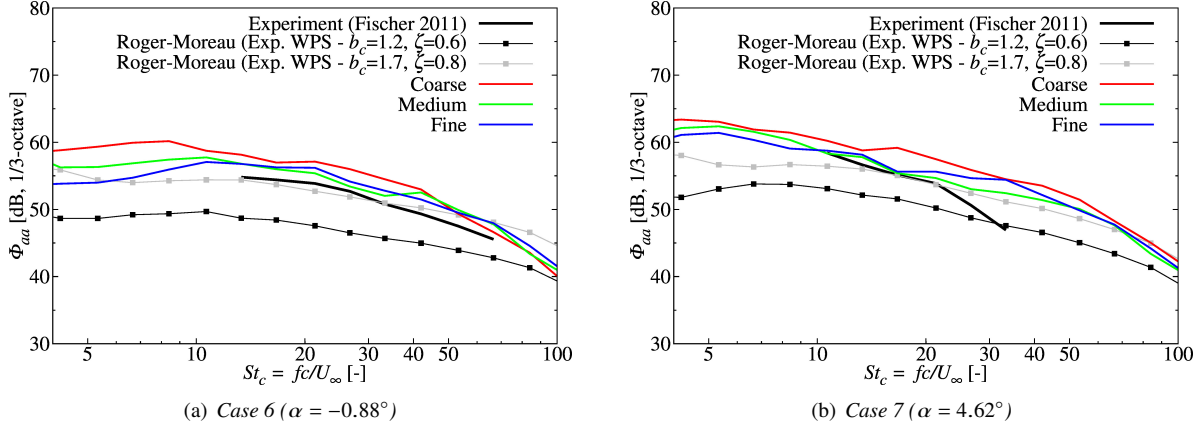 80
70
60
50
40
30
Φaa [dB, 1/3-octave]
Experiment (Fischer 2011)
Roger-Moreau (Exp. WPS - bc=1.2, ζ=0.6)
Roger-Moreau (Exp. WPS - bc=1.7, ζ=0.8)
Coarse
Medium
Fine
5 10 20 30 40 50 100
Stc = fc/U∞ [-]
(a) Case 6 (α = −0.88°)
80
70
60
50
40
30
Φaa [dB, 1/3-octave]
Experiment (Fischer 2011)
Roger-Moreau (Exp. WPS - bc=1.2, ζ=0.6)
Roger-Moreau (Exp. WPS - bc=1.7, ζ=0.8)
Coarse
Medium
Fine
5 10 20 30 40 50 100
Stc = fc/U∞ [-]
(b) Case 7 (α = 4.62°)